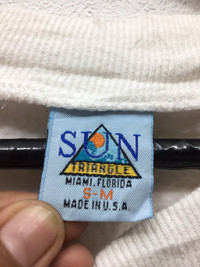 SUN
TRIANGLE
MIAMI, FLORIDA
S-M
MADE IN U.S.A.